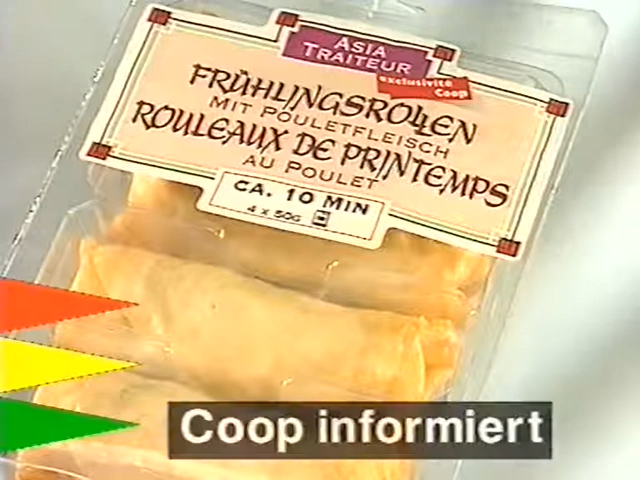 ASIA
TRAITEUR
exclusivité
Coop
FRÜHLINGSROLLEN
MIT POULETFLEISCH
ROULEAUX DE PRINTEMPS
AU POULET
CA. 10 MIN
4 x 50G
Coop informiert